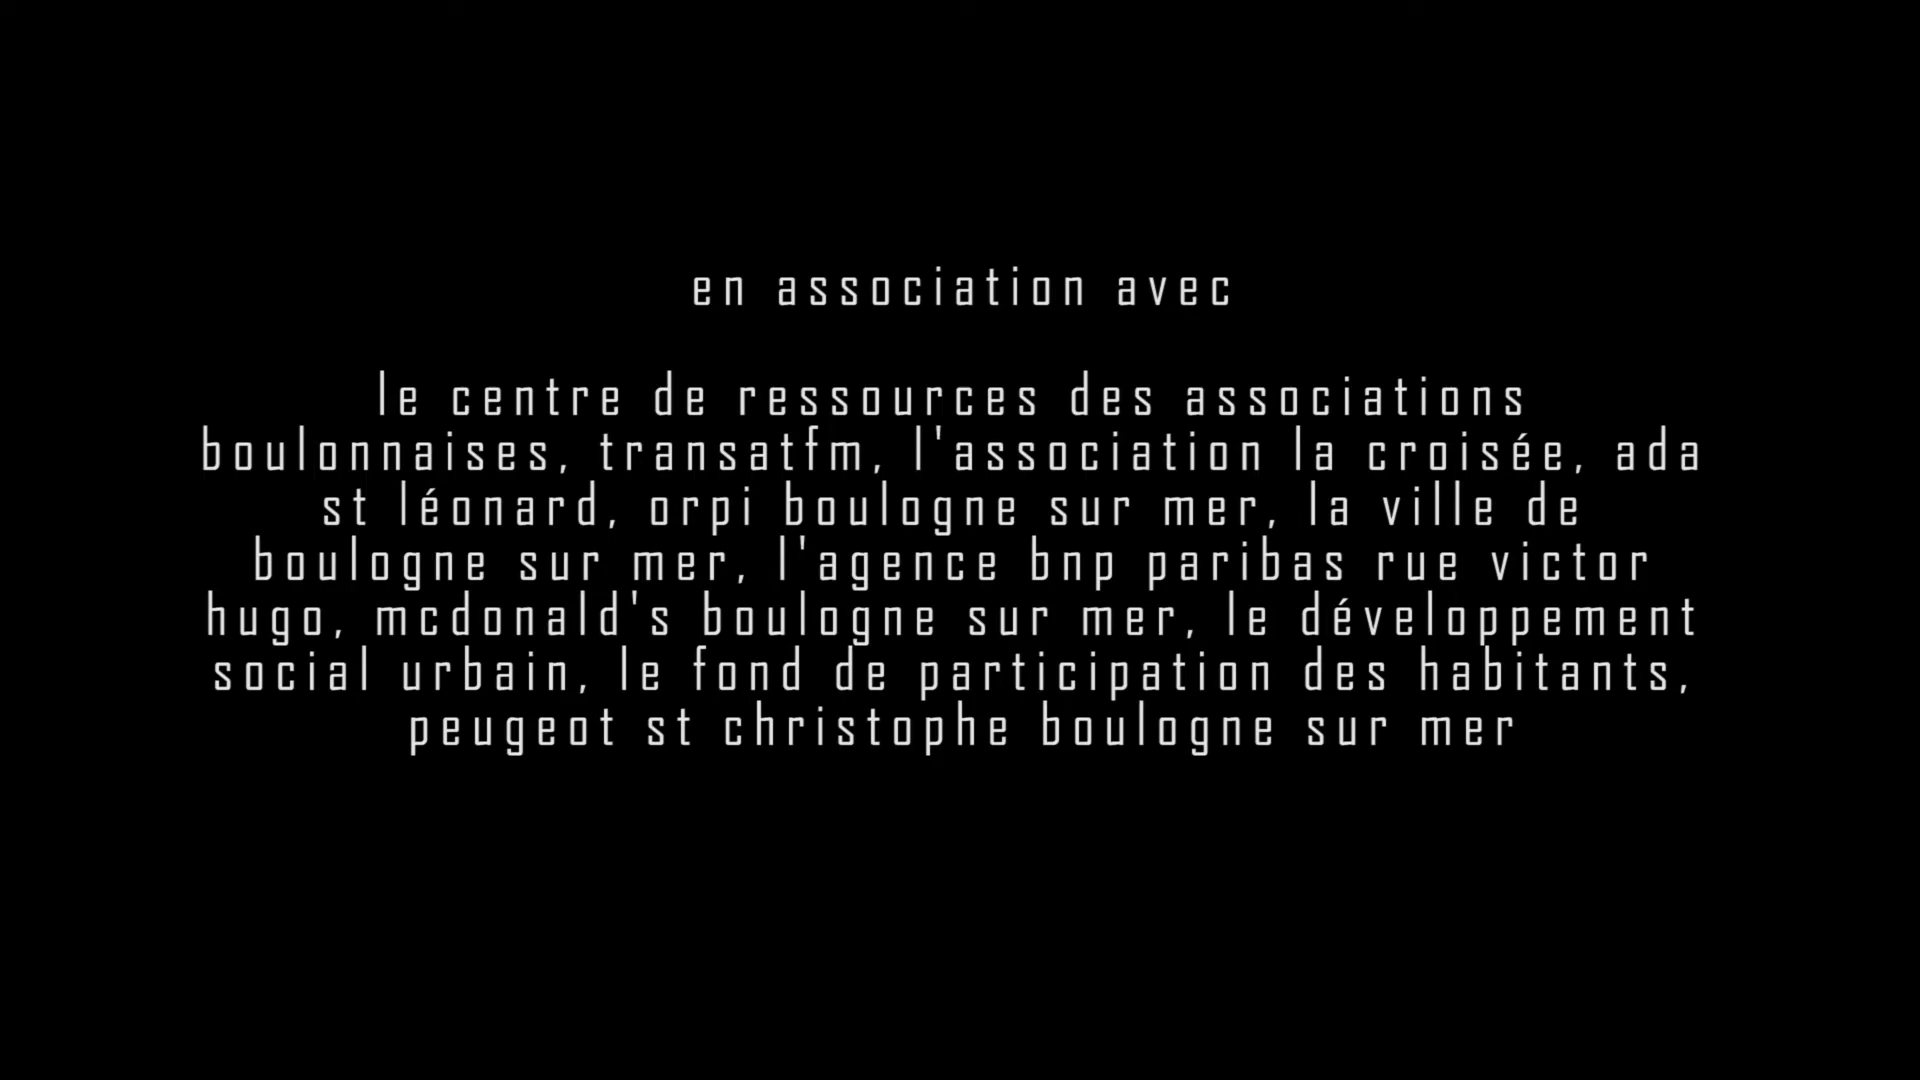 en association avec
le centre de ressources des associations
boulonnaises, transatfm, l'association la croisée, ada
st léonard, orpi boulogne sur mer, la ville de
boulogne sur mer, l'agence bnp paribas rue victor
hugo, mcdonald's boulogne sur mer, le développement
social urbain, le fond de participation des habitants,
peugeot st christophe boulogne sur mer